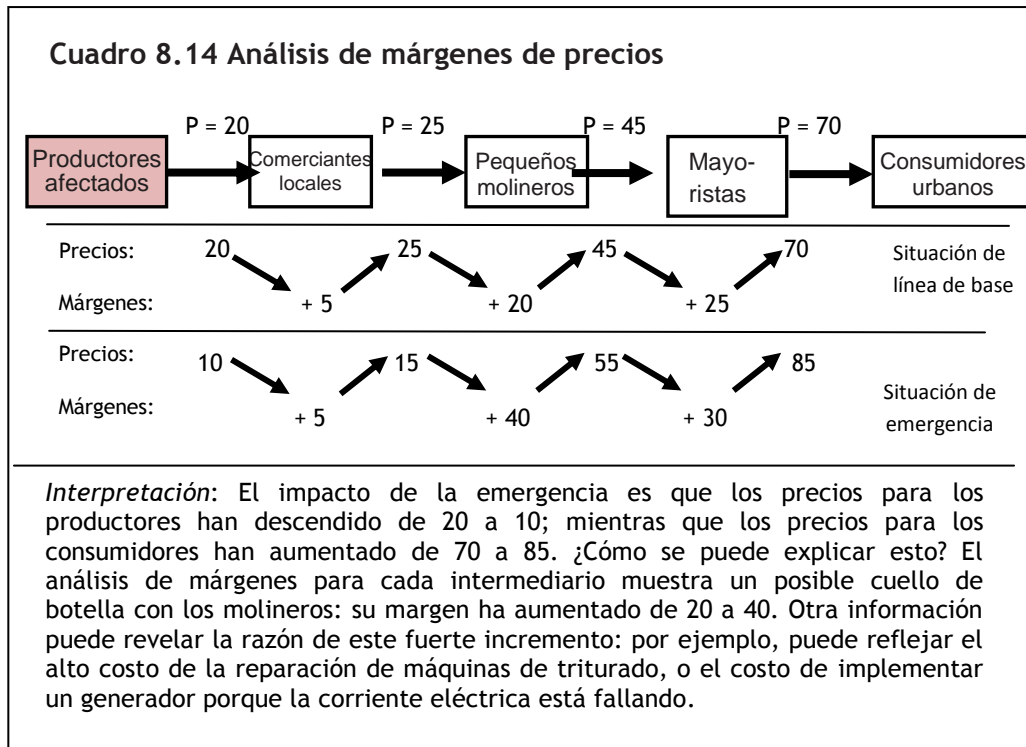 Cuadro 8.14 Análisis de márgenes de precios
P = 20 P = 25 P = 45 P = 70
Productores afectados
Comerciantes locales
Pequeños molineros
Mayo-
ristas
Consumidores urbanos
Precios: 20 25 45 70
Márgenes: + 5 + 20 + 25
Situación de
línea de base
Precios: 10 15 55 85
Márgenes: + 5 + 40 + 30
Situación de
emergencia
Interpretación: El impacto de la emergencia es que los precios para los
productores han descendido de 20 a 10; mientras que los precios para los
consumidores han aumentado de 70 a 85. ¿Cómo se puede explicar esto? El
análisis de márgenes para cada intermediario muestra un posible cuello de
botella con los molineros: su margen ha aumentado de 20 a 40. Otra información
puede revelar la razón de este fuerte incremento: por ejemplo, puede reflejar el
alto costo de la reparación de máquinas de triturado, o el costo de implementar
un generador porque la corriente eléctrica está fallando.